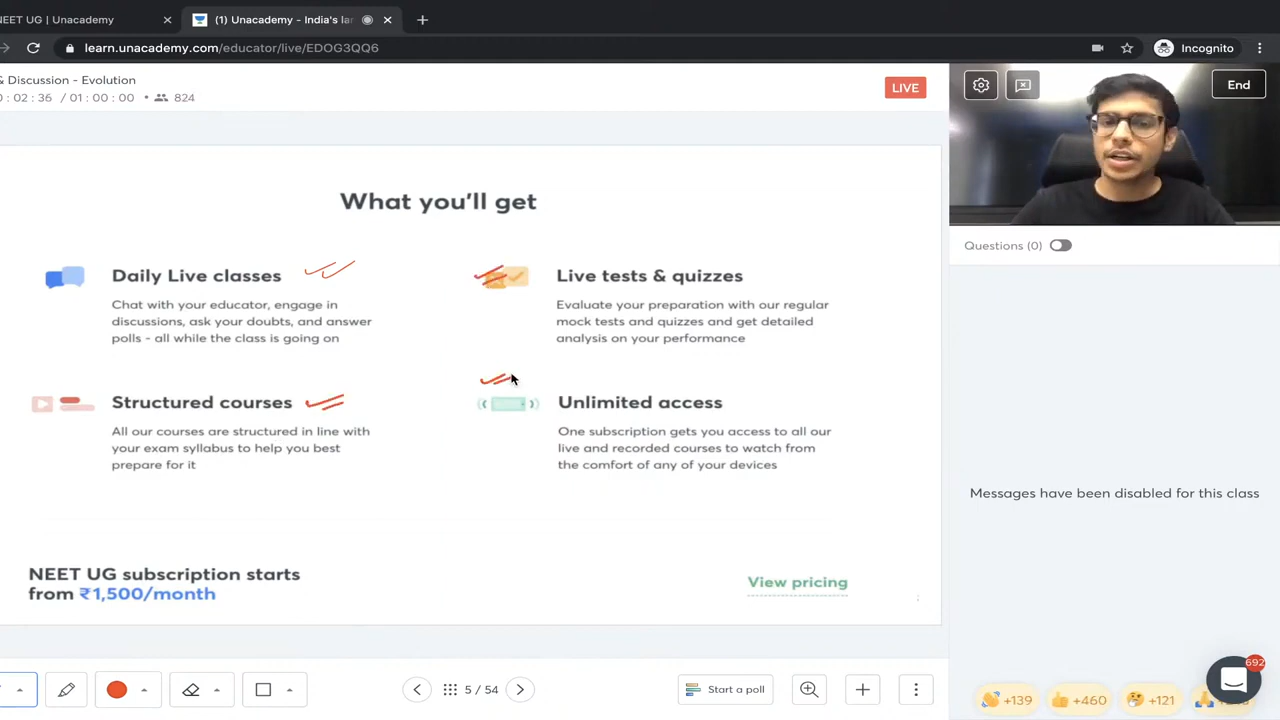 NEET UG | Unacademy
(1) Unacademy - India's lar
learn.unacademy.com/educator/live/EDOG3QQ6
Incognito
& Discussion - Evolution
0 : 02 : 36 / 01 : 00 : 00 • 824
LIVE
End
Questions (0)
What you'll get
Daily Live classes
Chat with your educator, engage in
discussions, ask your doubts, and answer
polls - all while the class is going on
Live tests & quizzes
Evaluate your preparation with our regular
mock tests and quizzes and get detailed
analysis on your performance
Structured courses
All our courses are structured in line with
your exam syllabus to help you best
prepare for it
Unlimited access
One subscription gets you access to all our
live and recorded courses to watch from
the comfort of any of your devices
Messages have been disabled for this class
NEET UG subscription starts
from ₹1,500/month
View pricing
5 / 54
Start a poll
692
+139
+460
+121